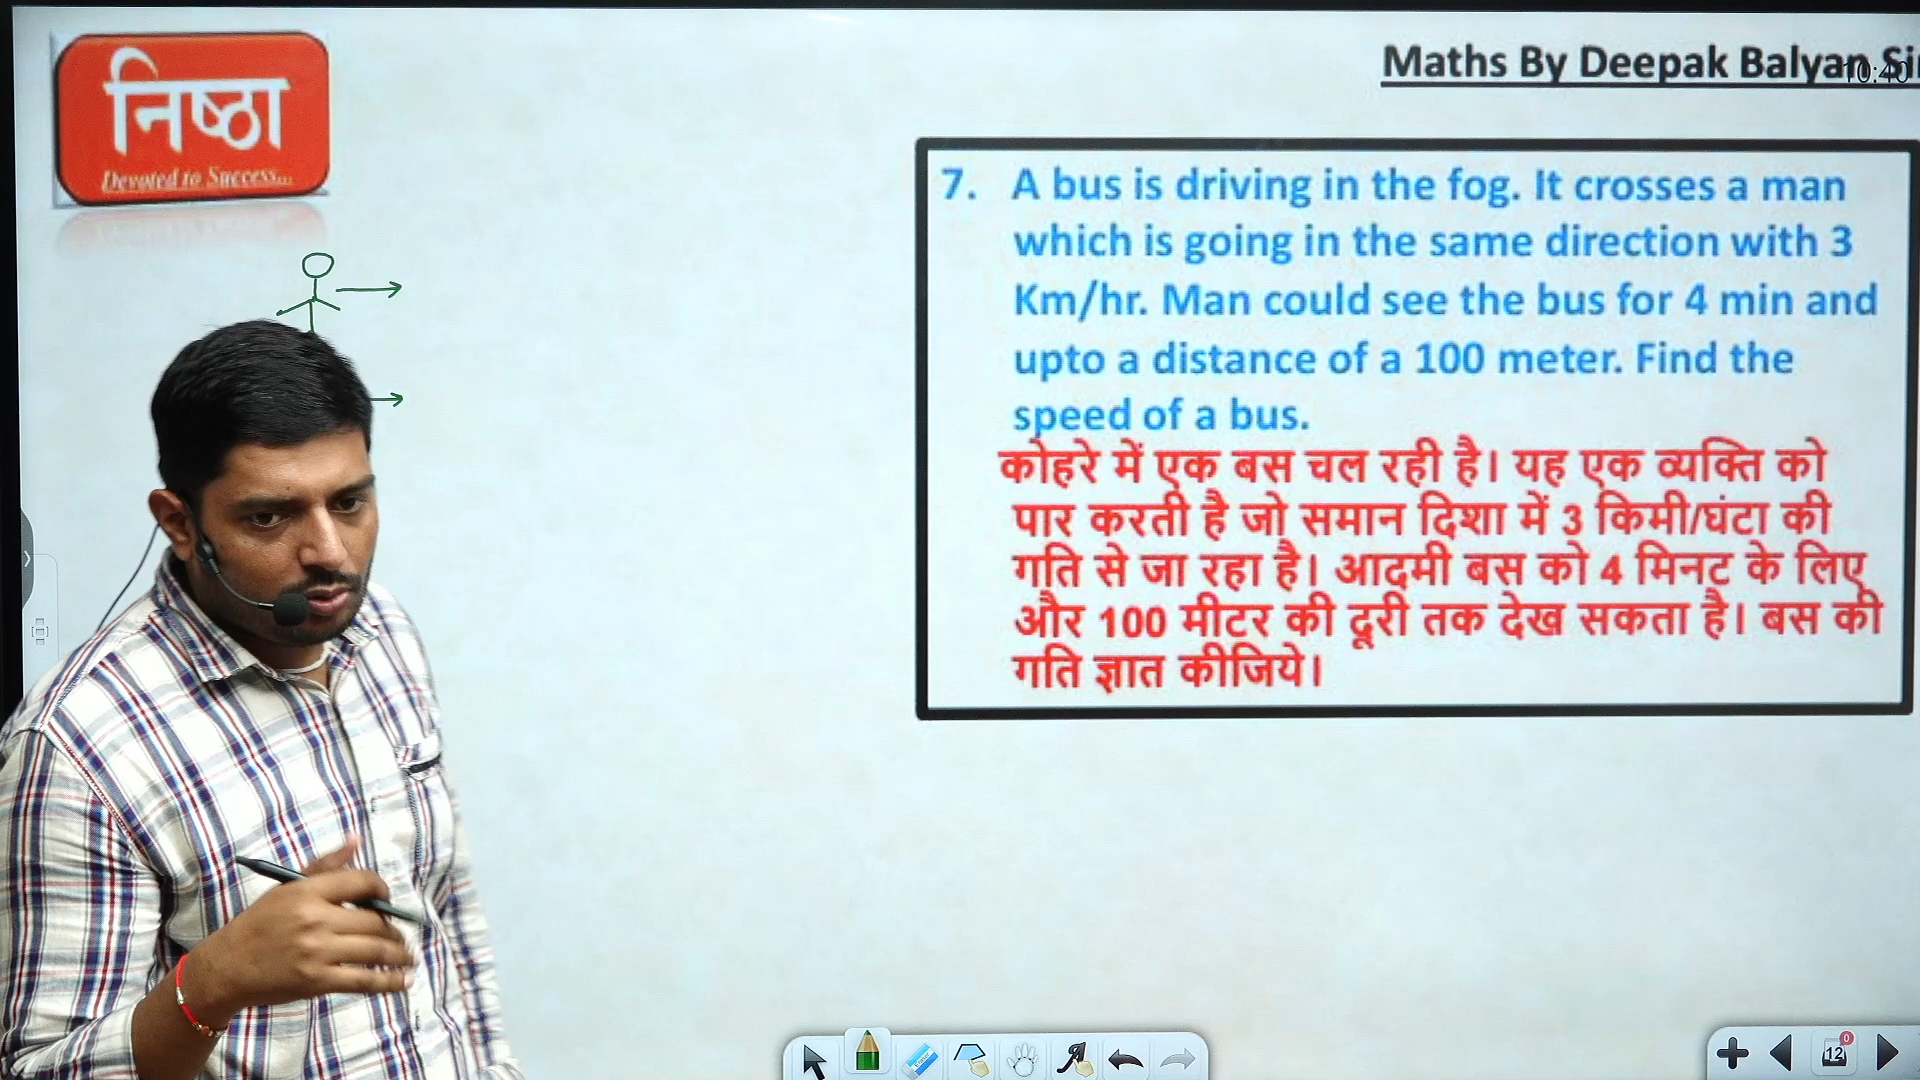 निष्ठा
Devoted to Success...
Maths By Deepak Balyan
10:40
7. A bus is driving in the fog. It crosses a man
which is going in the same direction with 3
Km/hr. Man could see the bus for 4 min and
upto a distance of a 100 meter. Find the
speed of a bus.
कोहरे में एक बस चल रही है। यह एक व्यक्ति को
पार करती है जो समान दिशा में 3 किमी/घंटा की
गति से जा रहा है। आदमी बस को 4 मिनट के लिए
और 100 मीटर की दूरी तक देख सकता है। बस की
गति ज्ञात कीजिये।
12
0